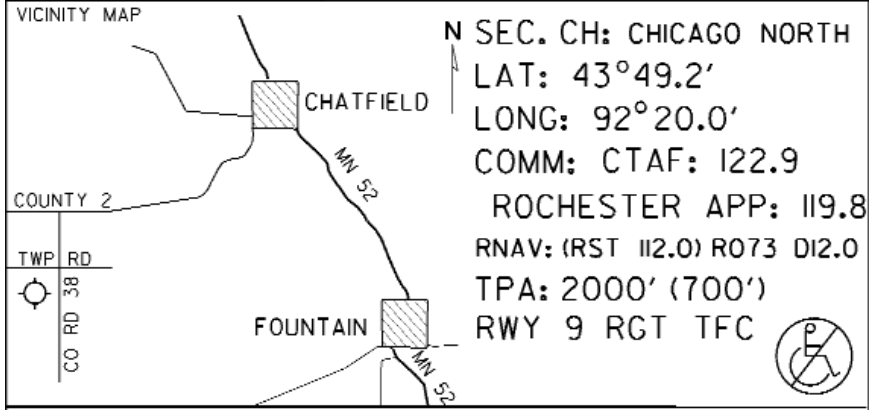 VICINITY MAP
N
CHATFIELD
MN 52
COUNTY 2
TWP RD
CO RD 38
FOUNTAIN
MN 52
SEC. CH: CHICAGO NORTH
LAT: 43°49.2'
LONG: 92°20.0'
COMM: CTAF: 122.9
ROCHESTER APP: 119.8
RNAV: (RST 112.0) R073 D12.0
TPA: 2000' (700')
RWY 9 RGT TFC